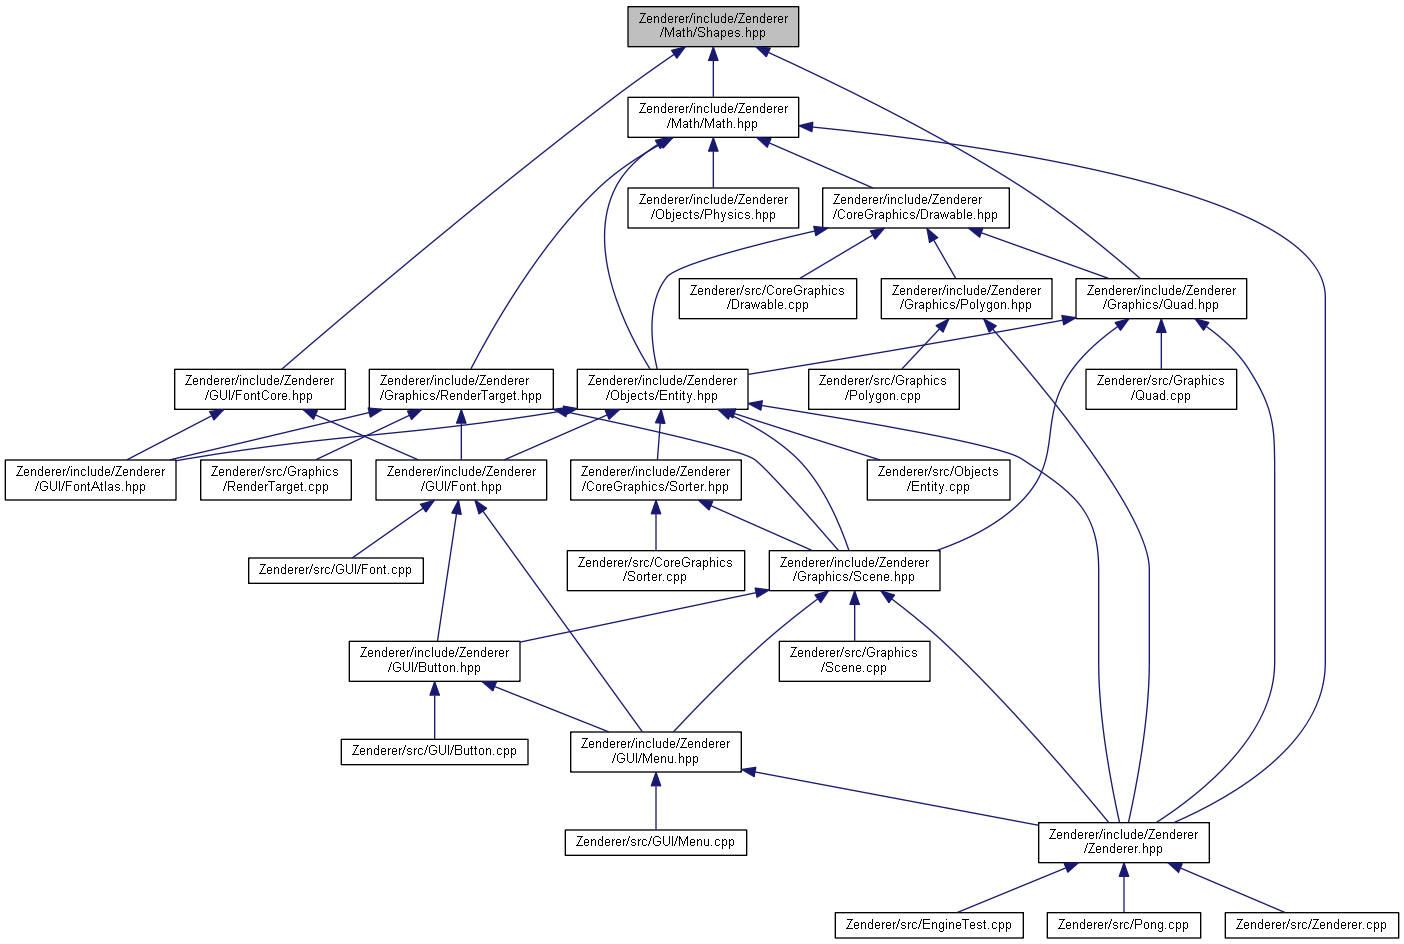 Zenderer/include/Zenderer
/Math/Shapes.hpp
Zenderer/include/Zenderer
/Math/Math.hpp
Zenderer/include/Zenderer
/Objects/Physics.hpp
Zenderer/include/Zenderer
/CoreGraphics/Drawable.hpp
Zenderer/src/CoreGraphics
/Drawable.cpp
Zenderer/include/Zenderer
/Graphics/Polygon.hpp
Zenderer/include/Zenderer
/Graphics/Quad.hpp
Zenderer/include/Zenderer
/GUI/FontCore.hpp
Zenderer/include/Zenderer
/Graphics/RenderTarget.hpp
Zenderer/include/Zenderer
/Objects/Entity.hpp
Zenderer/src/Graphics
/Polygon.cpp
Zenderer/src/Graphics
/Quad.cpp
Zenderer/include/Zenderer
/GUI/FontAtlas.hpp
Zenderer/src/Graphics
/RenderTarget.cpp
Zenderer/include/Zenderer
/GUI/Font.hpp
Zenderer/include/Zenderer
/CoreGraphics/Sorter.hpp
Zenderer/src/Objects
/Entity.cpp
Zenderer/src/GUI/Font.cpp
Zenderer/src/CoreGraphics
/Sorter.cpp
Zenderer/include/Zenderer
/Graphics/Scene.hpp
Zenderer/include/Zenderer
/GUI/Button.hpp
Zenderer/src/Graphics
/Scene.cpp
Zenderer/src/GUI/Button.cpp
Zenderer/include/Zenderer
/GUI/Menu.hpp
Zenderer/src/GUI/Menu.cpp
Zenderer/include/Zenderer
/Zenderer.hpp
Zenderer/src/EngineTest.cpp
Zenderer/src/Pong.cpp
Zenderer/src/Zenderer.cpp